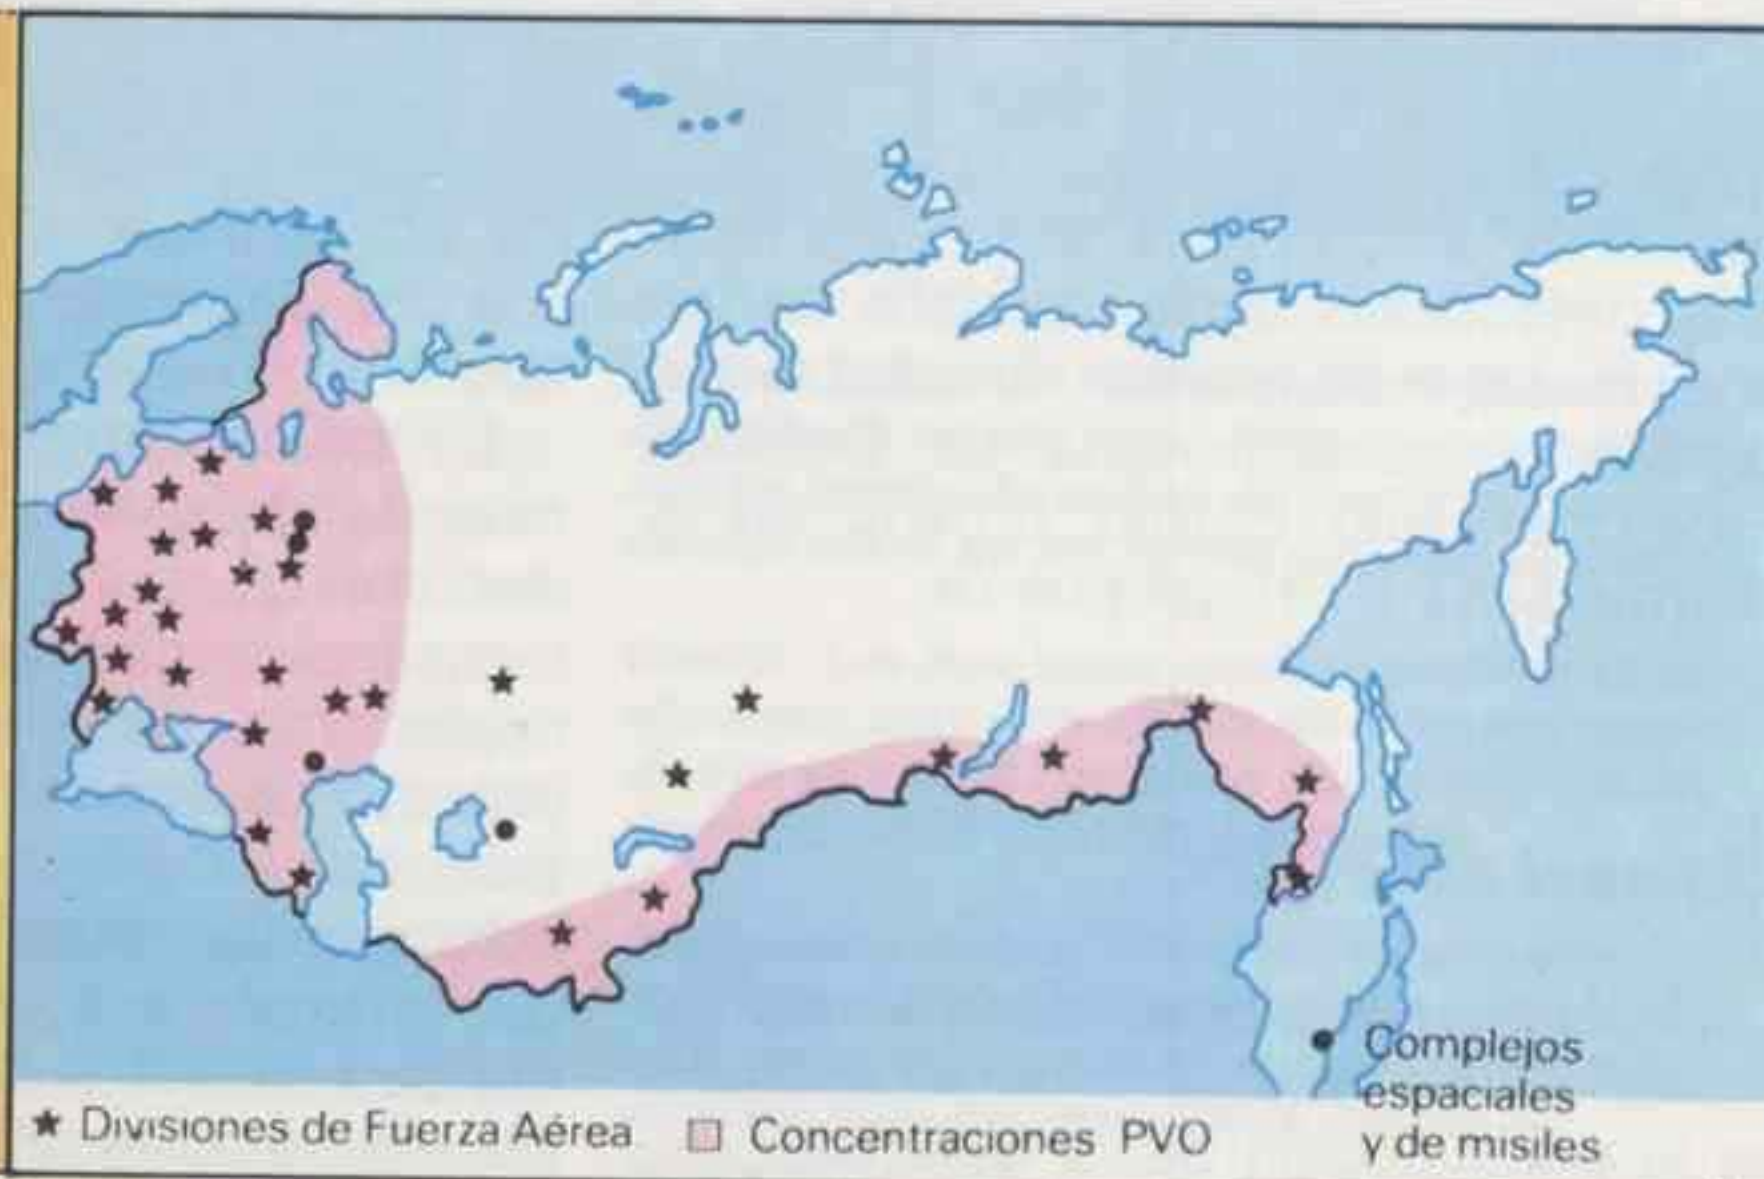 ★ Divisiones de Fuerza Aérea
Concentraciones PVO
● Complejos
espaciales
y de misiles